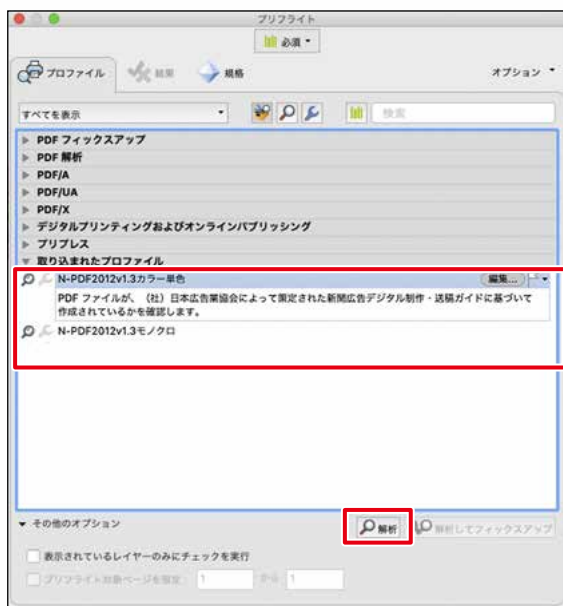 プリフライト
必須
プロファイル 結果 規格 オプション
すべてを表示 検索
PDF フィックスアップ
PDF 解析
PDF/A
PDF/UA
PDF/X
デジタルプリンティングおよびオンラインパブリッシング
プリプレス
取り込まれたプロファイル
N-PDF2012v1.3カラー単色 編集...
PDF ファイルが、（社）日本広告業協会によって策定された新聞広告デジタル制作・送稿ガイドに基づいて
作成されているかを確認します。
N-PDF2012v1.3モノクロ
その他のオプション 解析 解析してフィックスアップ
表示されているレイヤーのみにチェックを実行
プリフライト対象ページを指定: 1 から 1